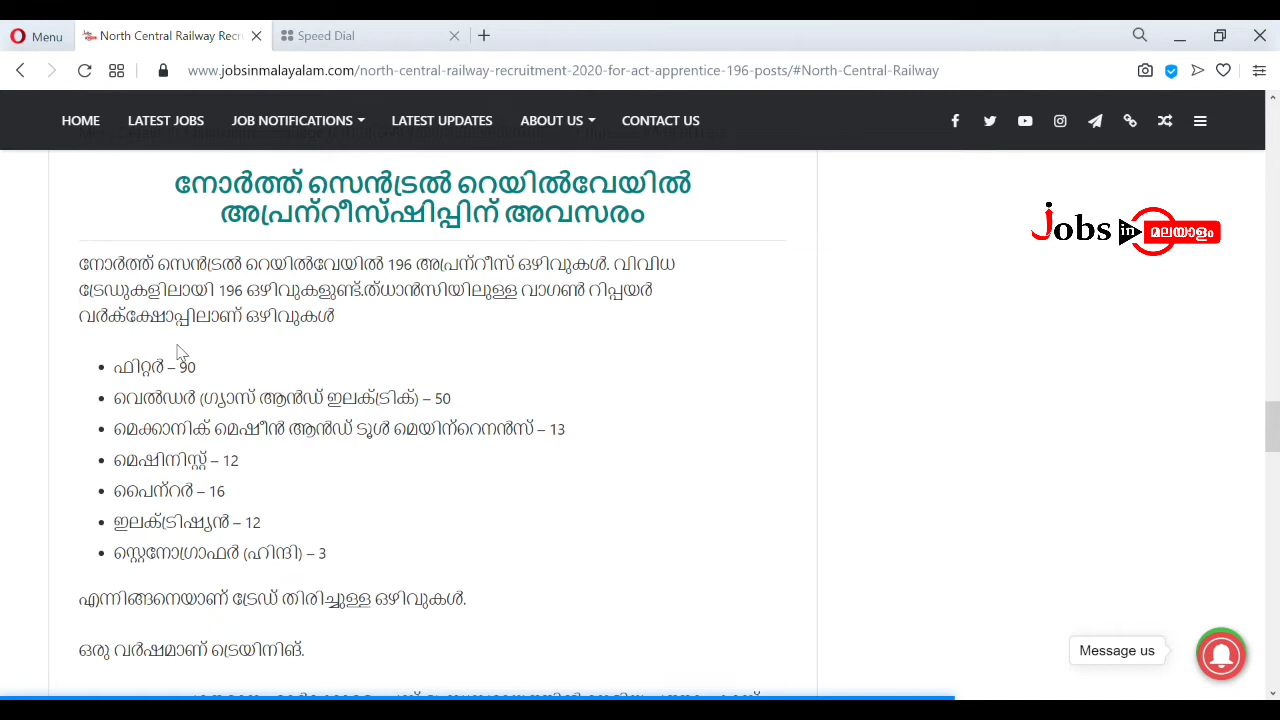 Menu
North Central Railway Recr
Speed Dial
www.jobsinmalayalam.com/north-central-railway-recruitment-2020-for-act-apprentice-196-posts/#North-Central-Railway
HOME LATEST JOBS JOB NOTIFICATIONS LATEST UPDATES ABOUT US CONTACT US
നോർത്ത് സെൻട്രൽ റെയിൽവേയിൽ
അപ്രന്റീസ്ഷിപ്പിന് അവസരം
Jobs in മലയാളം
നോർത്ത് സെൻട്രൽ റെയിൽവേയിൽ 196 അപ്രന്റീസ് ഒഴിവുകൾ. വിവിധ
ട്രേഡുകളിലായി 196 ഒഴിവുകളുണ്ട്.ത്ധാൻസിയിലുള്ള വാഗൺ റിപ്പയർ
വർക്ക്ഷോപ്പിലാണ് ഒഴിവുകൾ
• ഫിറ്റർ – 90
• വെൽഡർ (ഗ്യാസ് ആൻഡ് ഇലക്ട്രിക്) – 50
• മെക്കാനിക് മെഷീൻ ആൻഡ് ടൂൾ മെയിന്റെനൻസ് – 13
• മെഷിനിസ്റ്റ് – 12
• പൈന്റർ – 16
• ഇലക്ട്രിഷ്യൻ – 12
• സ്റ്റെനോഗ്രാഫർ (ഹിന്ദി) – 3
എന്നിങ്ങനെയാണ് ട്രേഡ് തിരിച്ചുള്ള ഒഴിവുകൾ.
ഒരു വർഷമാണ് ട്രെയിനിങ്.
Message us